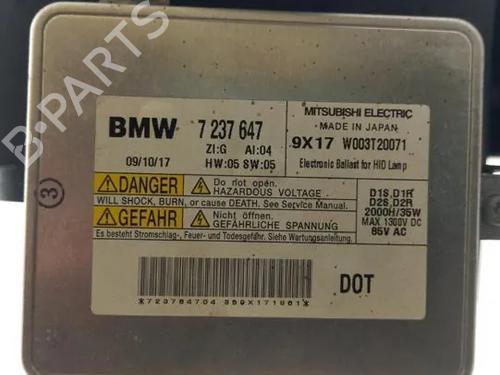 BMW 7 237 647
ZI:G AI:04
09/10/17 HW:05 SW:05
MITSUBISHI ELECTRIC
MADE IN JAPAN
9X17 W003T20071
Electronic Ballast for HID Lamp
DANGER Do not open.
HAZARDOUS VOLTAGE.
WILL SHOCK, BURN, or cause DEATH. See Service Manual.
GEFAHR Nicht öffnen.
GEFÄHRLICHE SPANNUNG
Es besteht Stromschlag-, Feuer- und Todesgefahr. Siehe Wartungsanleitung.
D1S,D1R
D2S,D2R
2000H/35W
MAX 1300V DC
85V AC
3
DOT
B-Parts